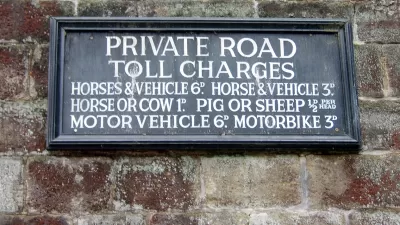 PRIVATE ROAD
TOLL CHARGES
HORSES & VEHICLE 6D. HORSE & VEHICLE 3D.
HORSE OR COW 1D. PIG OR SHEEP ½D. PER HEAD
MOTOR VEHICLE 6D. MOTORBIKE 3D